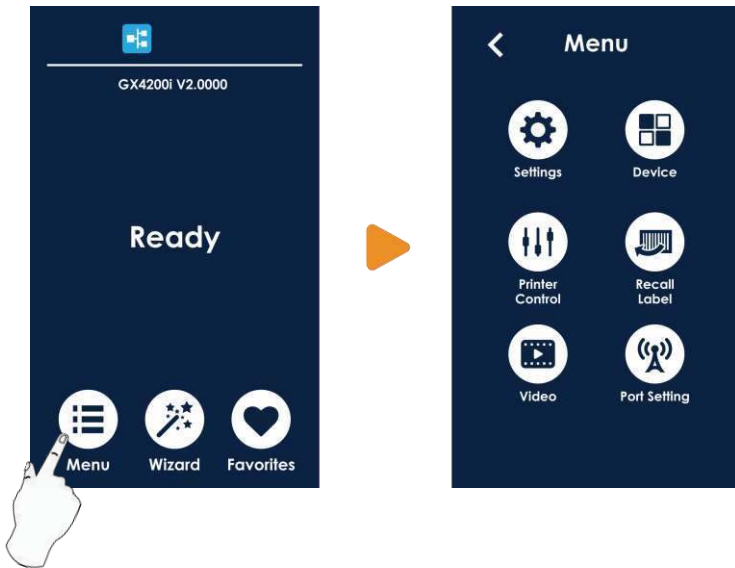 GX4200i V2.0000
Ready
Menu Wizard Favorites
Menu
Settings Device
Printer
Control
Recall
Label
Video Port Setting